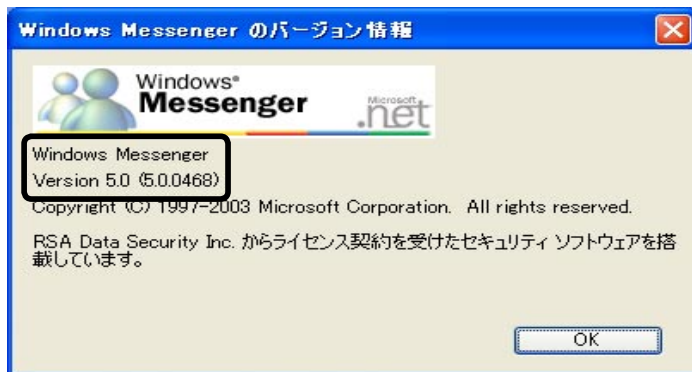 Windows Messenger のバージョン情報
Windows®
Messenger
Microsoft
.net
Windows Messenger
Version 5.0 (5.0.0468)
Copyright (C) 1997-2003 Microsoft Corporation. All rights reserved.
RSA Data Security Inc. からライセンス契約を受けたセキュリティ ソフトウェアを搭
載しています。
OK